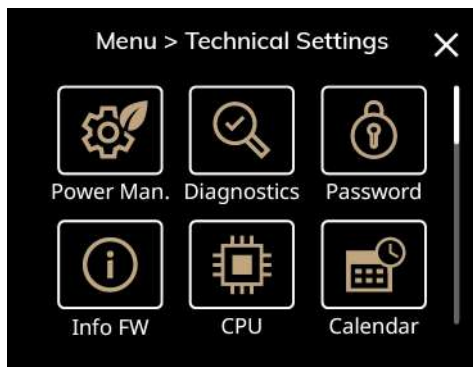 Menu > Technical Settings
Power Man. Diagnostics Password
Info FW CPU Calendar